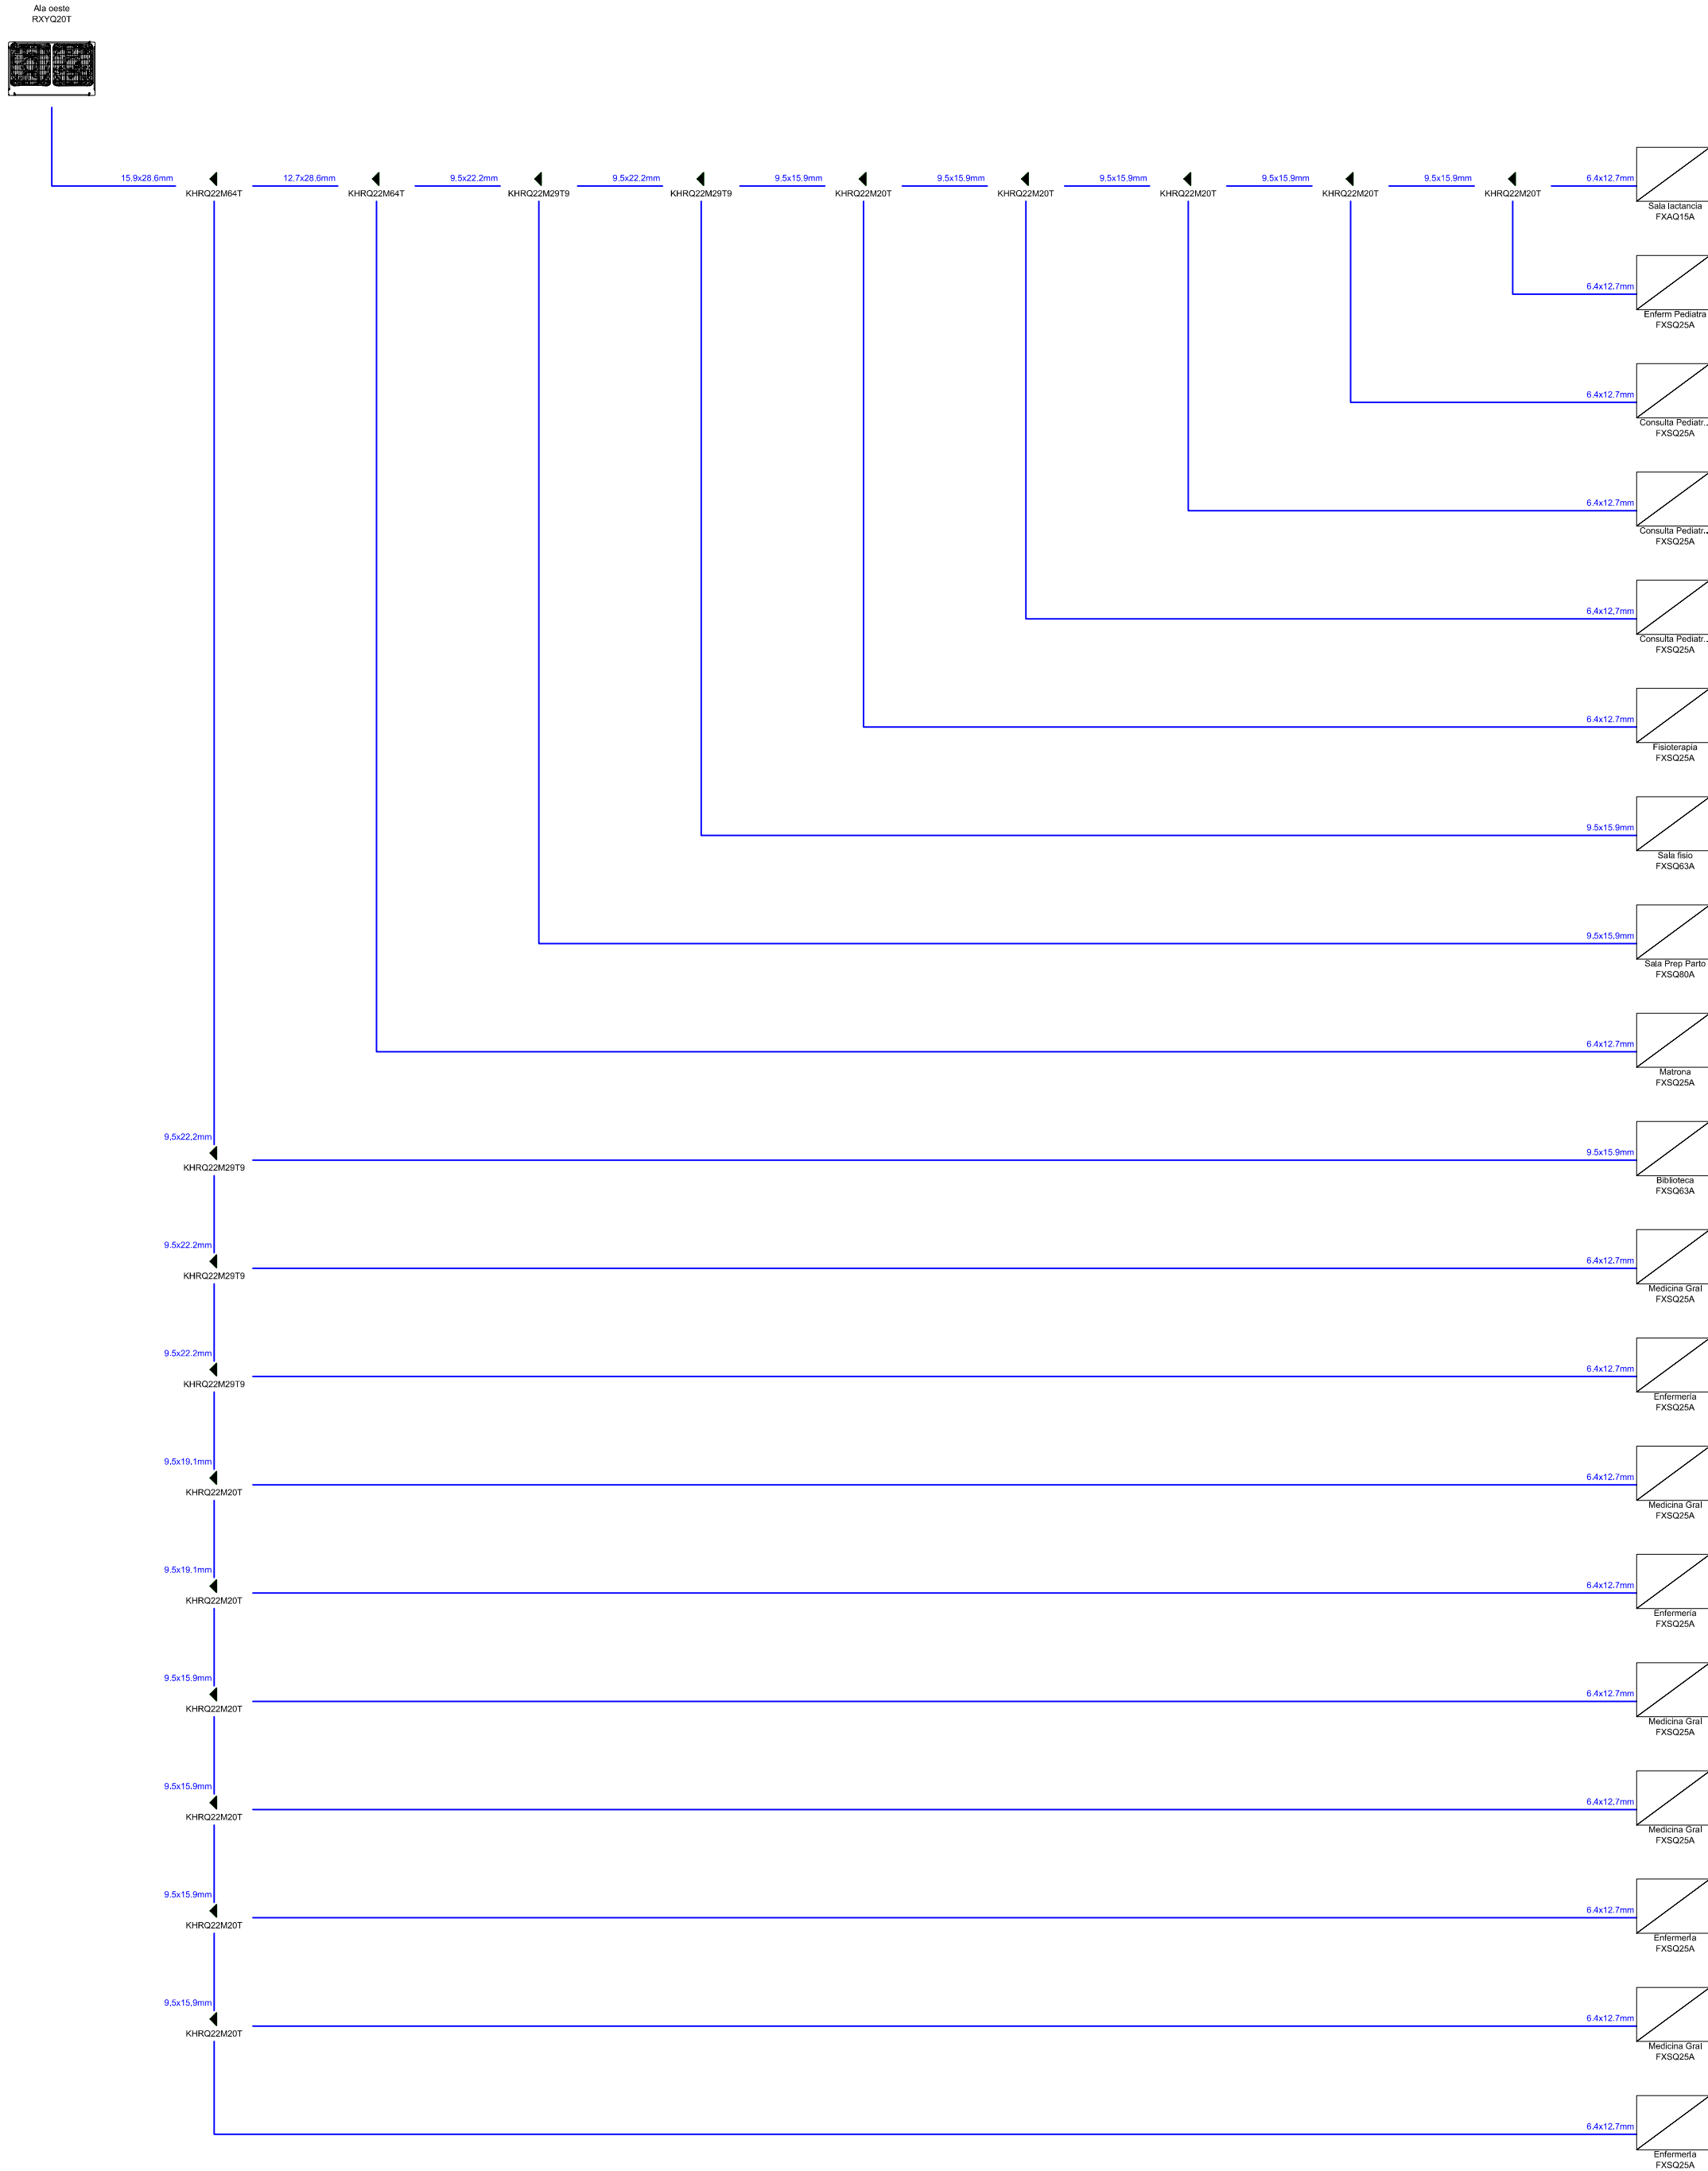 Ala oeste
RXYQ20T
15.9x28.6mm
KHRQ22M64T
12.7x28.6mm
KHRQ22M64T
9.5x22.2mm
KHRQ22M29T9
9.5x22.2mm
KHRQ22M29T9
9.5x15.9mm
KHRQ22M20T
9.5x15.9mm
KHRQ22M20T
9.5x15.9mm
KHRQ22M20T
9.5x15.9mm
KHRQ22M20T
9.5x15.9mm
KHRQ22M20T
6.4x12.7mm
Sala lactancia
FXAQ15A
6.4x12.7mm
Enferm Pediatra
FXSQ25A
6.4x12.7mm
Consulta Pediatr...
FXSQ25A
6.4x12.7mm
Consulta Pediatr...
FXSQ25A
6.4x12.7mm
Consulta Pediatr...
FXSQ25A
6.4x12.7mm
Fisioterapia
FXSQ25A
9.5x15.9mm
Sala fisio
FXSQ63A
9.5x15.9mm
Sala Prep Parto
FXSQ80A
6.4x12.7mm
Matrona
FXSQ25A
9.5x22.2mm
KHRQ22M29T9
9.5x15.9mm
Biblioteca
FXSQ63A
9.5x22.2mm
KHRQ22M29T9
6.4x12.7mm
Medicina Gral
FXSQ25A
9.5x22.2mm
KHRQ22M29T9
6.4x12.7mm
Enfermería
FXSQ25A
9.5x19.1mm
KHRQ22M20T
6.4x12.7mm
Medicina Gral
FXSQ25A
9.5x19.1mm
KHRQ22M20T
6.4x12.7mm
Enfermería
FXSQ25A
9.5x15.9mm
KHRQ22M20T
6.4x12.7mm
Medicina Gral
FXSQ25A
9.5x15.9mm
KHRQ22M20T
6.4x12.7mm
Medicina Gral
FXSQ25A
9.5x15.9mm
KHRQ22M20T
6.4x12.7mm
Enfermería
FXSQ25A
9.5x15.9mm
KHRQ22M20T
6.4x12.7mm
Medicina Gral
FXSQ25A
6.4x12.7mm
Enfermería
FXSQ25A